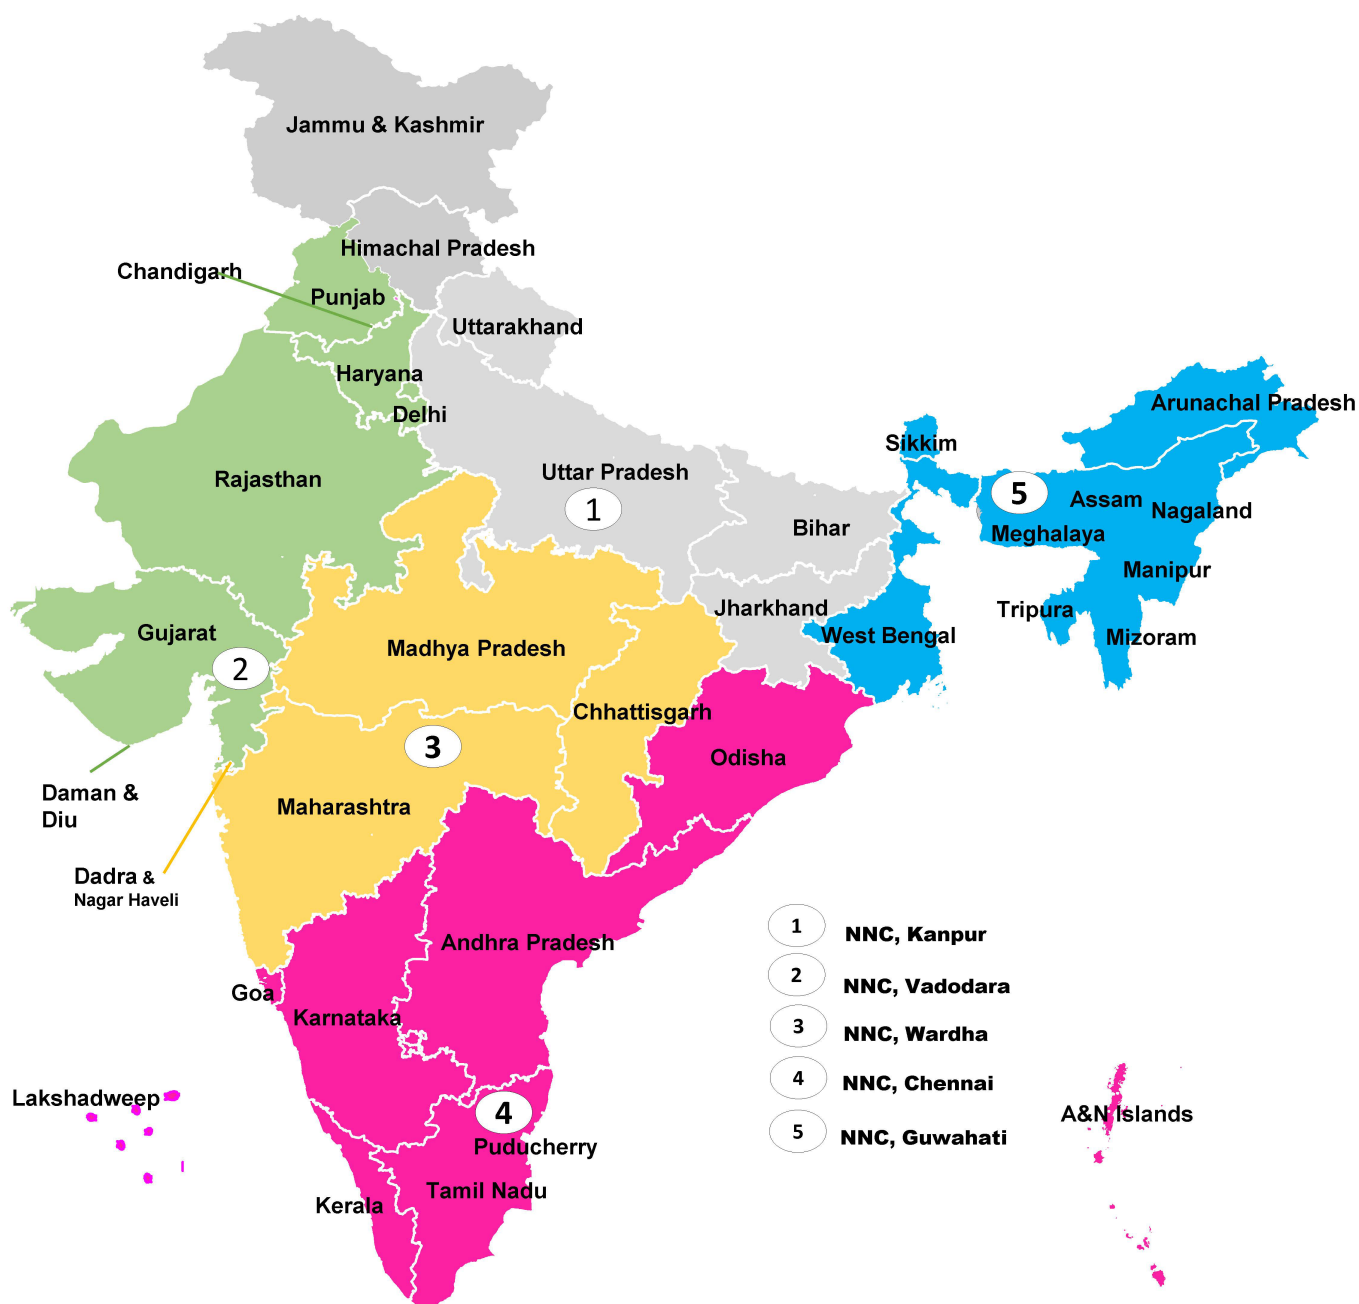 Jammu & Kashmir
Himachal Pradesh
Chandigarh
Punjab
Uttarakhand
Haryana
Delhi
Arunachal Pradesh
Sikkim
Rajasthan
Uttar Pradesh
5
Assam
1
Nagaland
Bihar
Meghalaya
Manipur
Jharkhand
Tripura
Gujarat
West Bengal
Mizoram
Madhya Pradesh
2
Chhattisgarh
3
Odisha
Daman &
Diu
Maharashtra
Dadra &
Nagar Haveli
Andhra Pradesh
Goa
Karnataka
Lakshadweep
4
A&N Islands
Puducherry
Tamil Nadu
Kerala
1 NNC, Kanpur
2 NNC, Vadodara
3 NNC, Wardha
4 NNC, Chennai
5 NNC, Guwahati